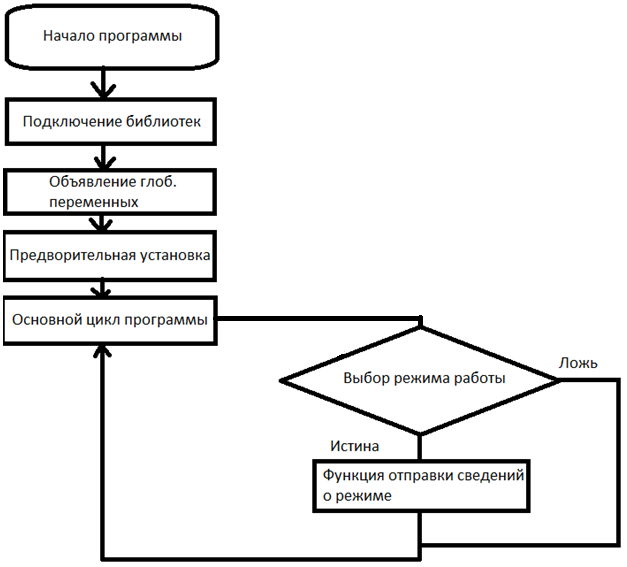 Начало программы
Подключение библиотек
Объявление глоб.
переменных
Предворительная установка
Основной цикл программы
Выбор режима работы
Ложь
Истина
Функция отправки сведений
о режиме